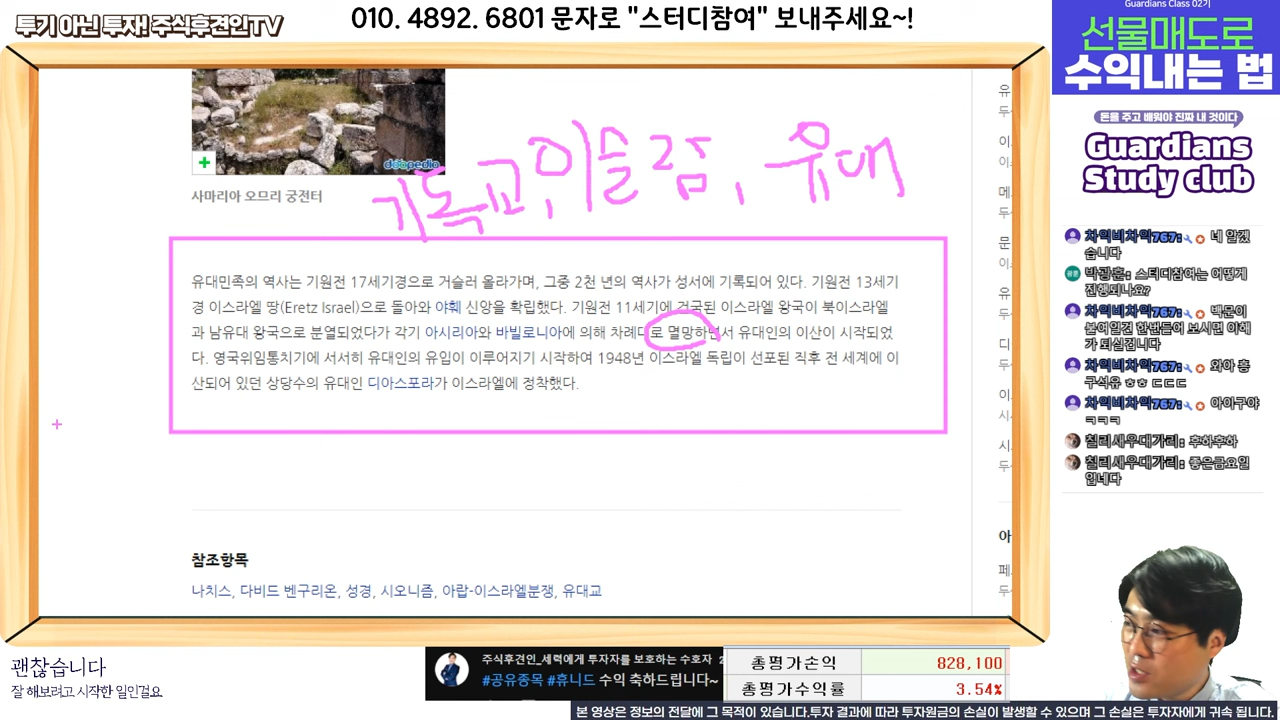 투기 아닌 투자! 주식후견인TV
010. 4892. 6801 문자로 "스터디참여" 보내주세요~!
Guardians Class 02기
선물매도로
수익내는 법
돈을 주고 배워야 진짜 내 것이다
Guardians
Study club
doopedia
사마리아 오므리 궁전터
기독교, 이슬람, 유대
유대민족의 역사는 기원전 17세기경으로 거슬러 올라가며, 그중 2천 년의 역사가 성서에 기록되어 있다. 기원전 13세기
경 이스라엘 땅(Eretz Israel)으로 돌아와 야훼 신앙을 확립했다. 기원전 11세기에 건국된 이스라엘 왕국이 북이스라엘
과 남유대 왕국으로 분열되었다가 각기 아시리아와 바빌로니아에 의해 차례대로 멸망하면서 유대인의 이산이 시작되었
다. 영국위임통치기에 서서히 유대인의 유입이 이루어지기 시작하여 1948년 이스라엘 독립이 선포된 직후 전 세계에 이
산되어 있던 상당수의 유대인 디아스포라가 이스라엘에 정착했다.
참조항목
나치스, 다비드 벤구리온, 성경, 시오니즘, 아랍-이스라엘분쟁, 유대교
유
두
이
이
메
두
문
이
유
두
디
두
이
시
시
두
아
페
두
차익비차익767: 네 알겠
습니다
박광훈: 스터디참여는 어떻게
진행되나요?
차익비차익767: 백문이
불여일견 한번들어 보시면 이해
가 되실겁니다
차익비차익767: 와아 흥
구석유 ㅎㅎ ㄷㄷㄷ
차익비차익767: 아이구야
ㅋㅋㅋ
칠리새우대가리: 후하후하
칠리새우대가리: 좋은금요일
입니다
괜찮습니다
잘 해보려고 시작한 일인걸요
주식후견인_세력에게 투자자를 보호하는 수호자
#공유종목 #휴니드 수익 축하드립니다~
총평가손익 828,100
총평가수익률 3.54%
본 영상은 정보의 전달에 그 목적이 있습니다.투자 결과에 따라 투자원금의 손실이 발생할 수 있으며 그 손실은 투자자에게 귀속 됩니다.